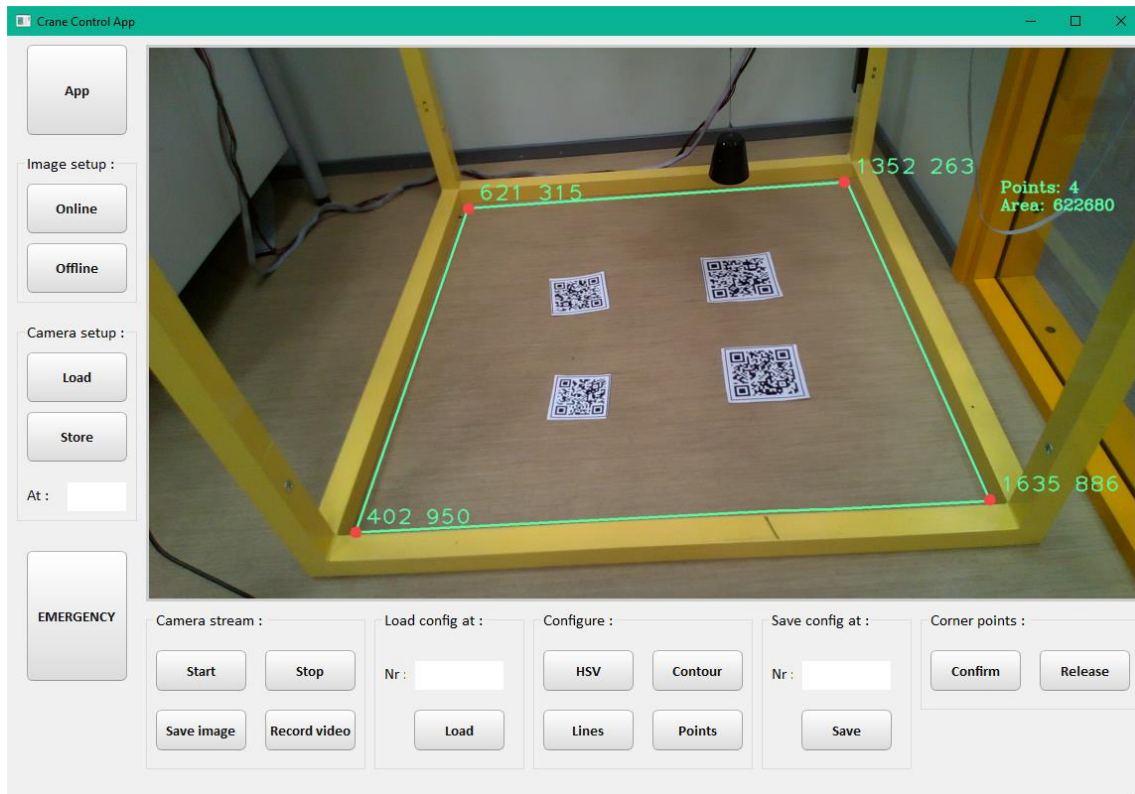 Crane Control App
App
Image setup :
Online
Offline
Camera setup :
Load
Store
At :
EMERGENCY
621 315
1352 263
Points: 4
Area: 622680
402 950
1635 886
Camera stream :
Start
Stop
Save image
Record video
Load config at :
Nr :
Load
Configure :
HSV
Contour
Lines
Points
Save config at :
Nr :
Save
Corner points :
Confirm
Release